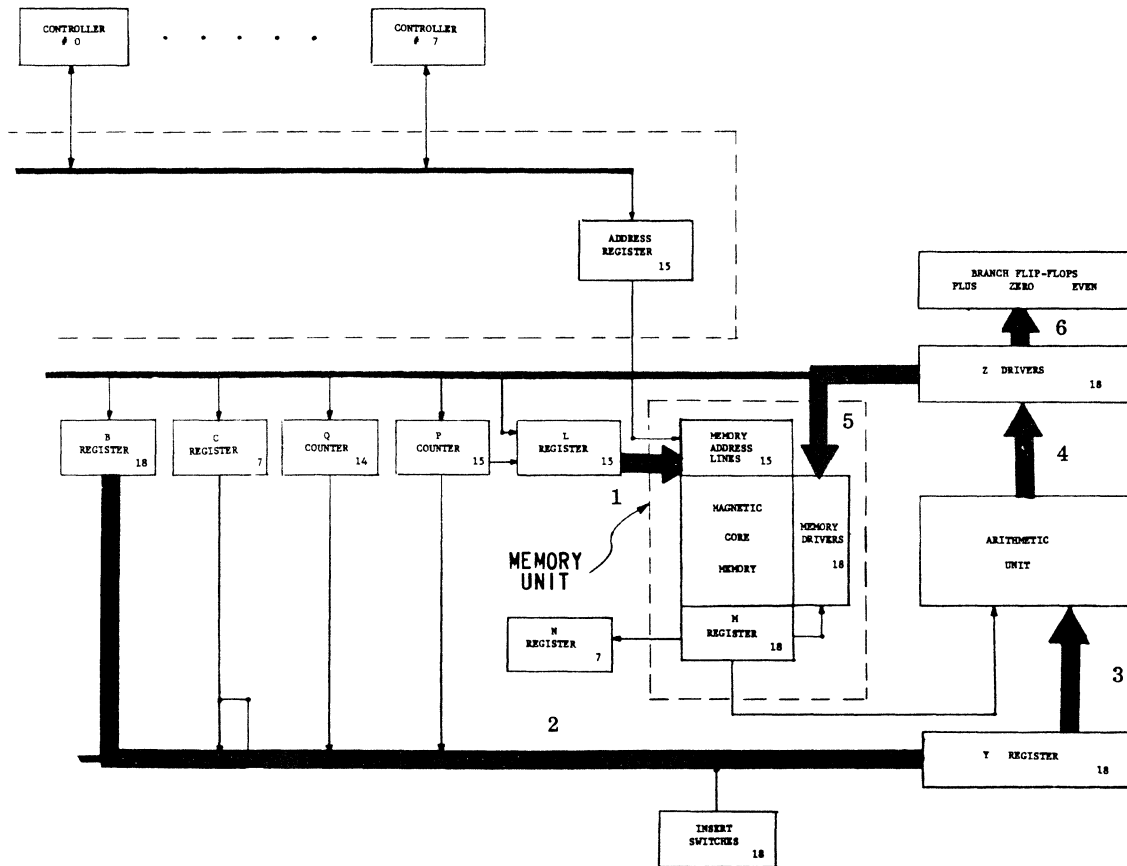 CONTROLLER
# 0
. . . . .
CONTROLLER
# 7
ADDRESS
REGISTER
15
BRANCH FLIP-FLOPS
PLUS ZERO EVEN
6
Z DRIVERS
18
B
REGISTER
18
C
REGISTER
7
Q
COUNTER
14
P
COUNTER
15
L
REGISTER
15
MEMORY
ADDRESS
LINES
15
5
4
1
MAGNETIC
CORE
MEMORY
MEMORY
DRIVERS
18
ARITHMETIC
UNIT
MEMORY
UNIT
N
REGISTER
7
M
REGISTER
18
3
2
Y REGISTER
18
INSERT
SWITCHES
18